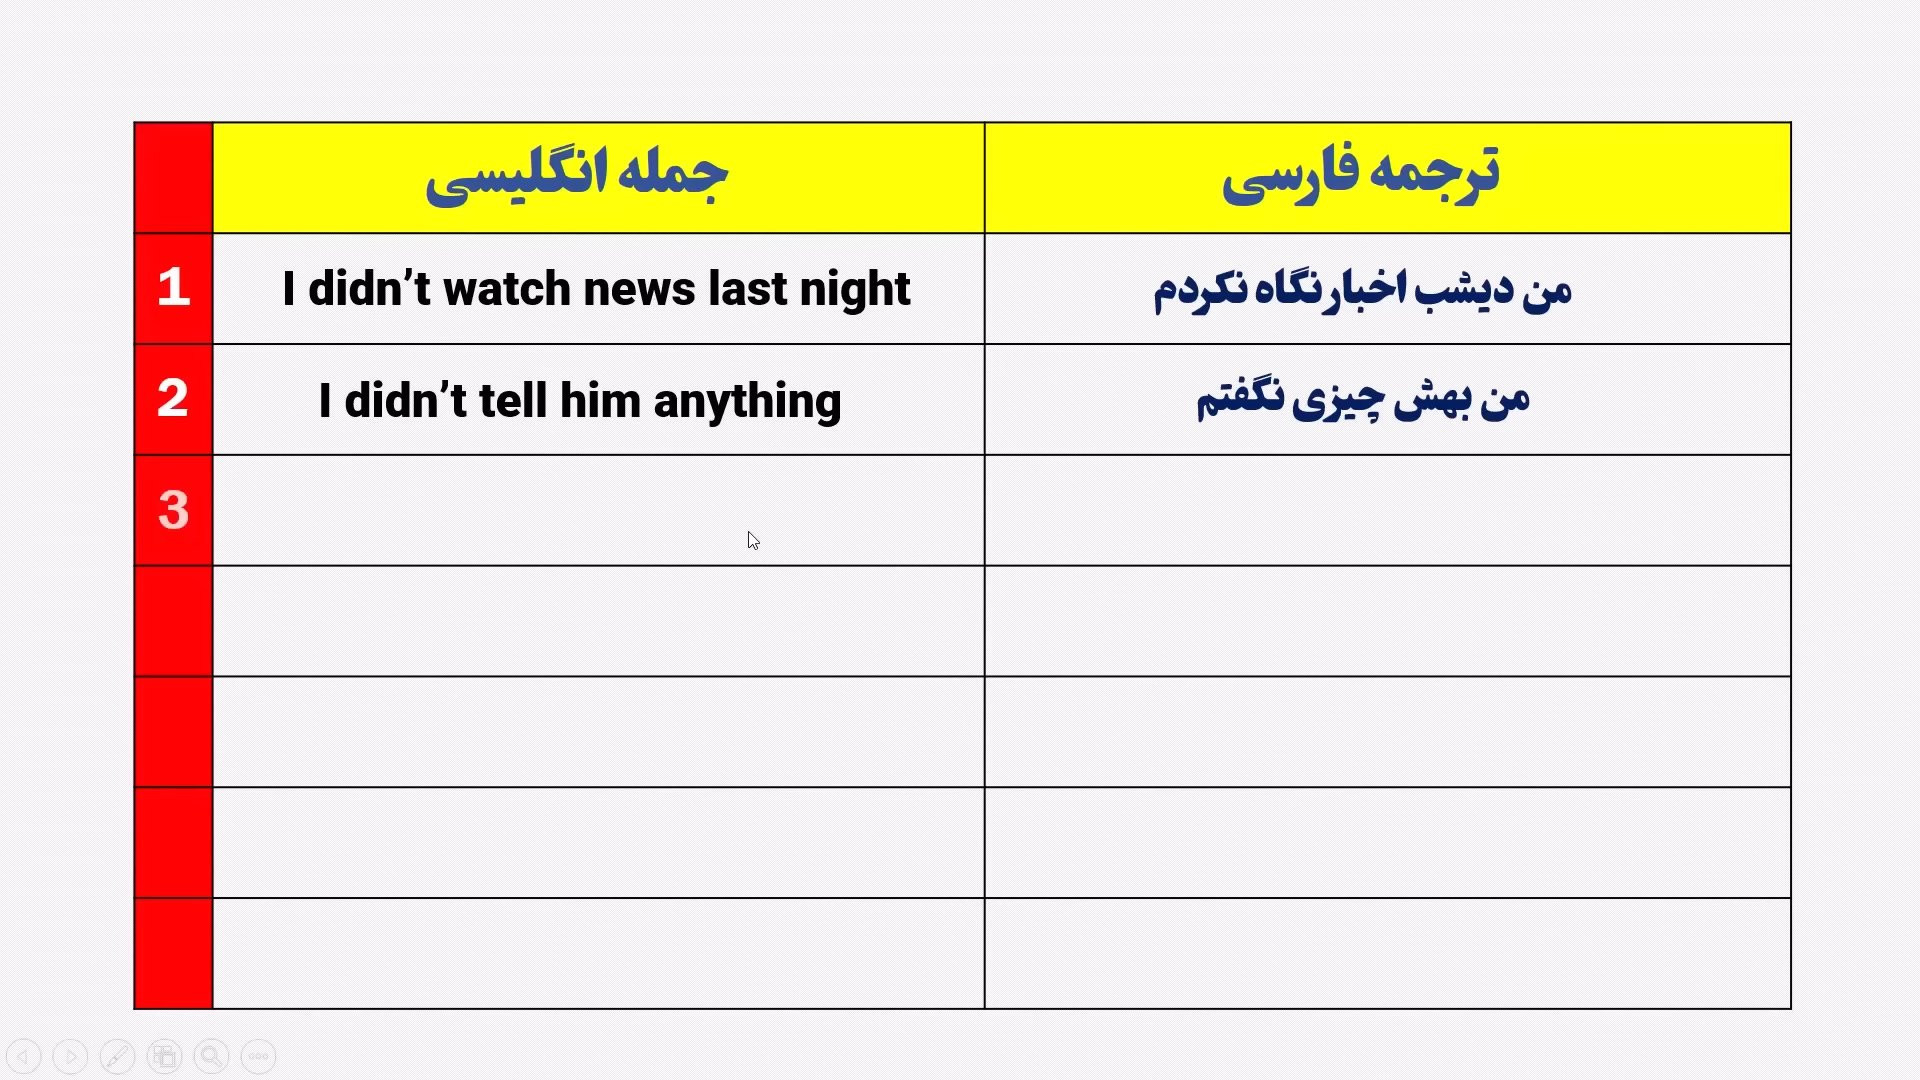 جمله انگلیسی ترجمه فارسی
1 I didn’t watch news last night من دیشب اخبار نگاه نکردم
2 I didn’t tell him anything من بهش چیزی نگفتم
3